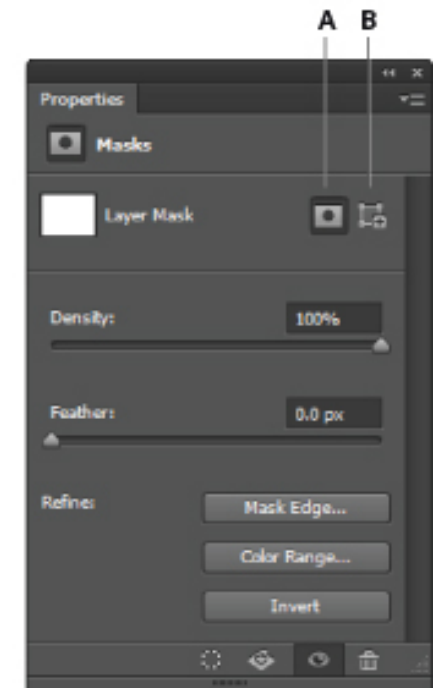 A B
Properties
Masks
Layer Mask
Density: 100%
Feather: 0.0 px
Refine: Mask Edge...
Color Range...
Invert